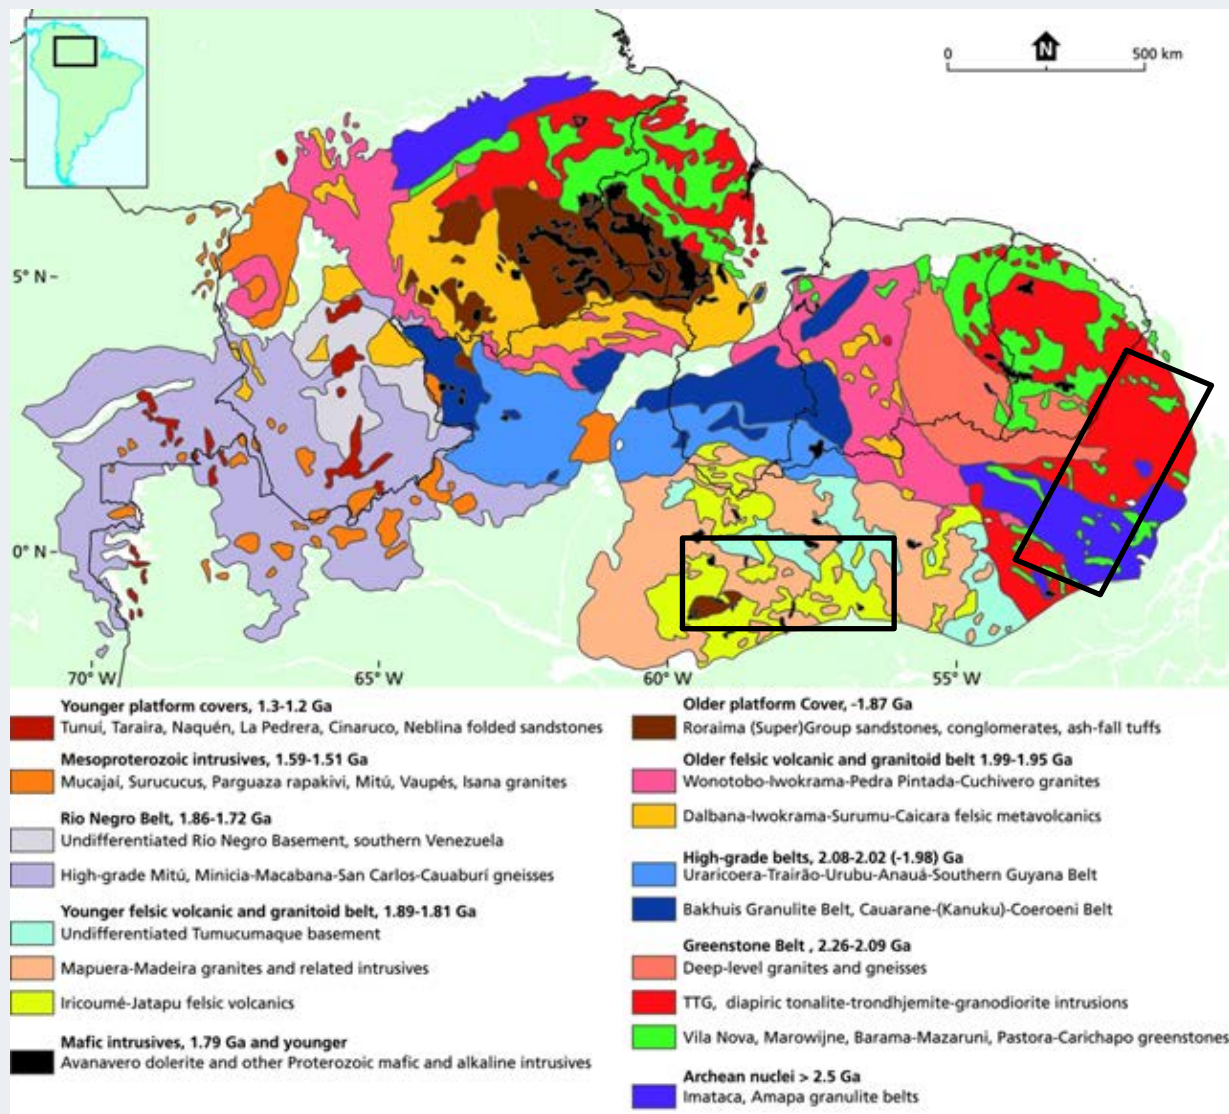 N
0 500 km
5° N
0° N
70° W 65° W 60° W 55° W
Younger platform covers, 1.3-1.2 Ga
Tunuí, Taraira, Naquén, La Pedrera, Cinaruco, Neblina folded sandstones
Mesoproterozoic intrusives, 1.59-1.51 Ga
Mucajaí, Surucucus, Parguaza rapakivi, Mitú, Vaupés, Isana granites
Rio Negro Belt, 1.86-1.72 Ga
Undifferentiated Rio Negro Basement, southern Venezuela
High-grade Mitú, Minicia-Macabana-San Carlos-Cauaburí gneisses
Younger felsic volcanic and granitoid belt, 1.89-1.81 Ga
Undifferentiated Tumucumaque basement
Mapuera-Madeira granites and related intrusives
Iricoumé-Jatapu felsic volcanics
Mafic intrusives, 1.79 Ga and younger
Avanavero dolerite and other Proterozoic mafic and alkaline intrusives
Older platform Cover, -1.87 Ga
Roraima (Super)Group sandstones, conglomerates, ash-fall tuffs
Older felsic volcanic and granitoid belt 1.99-1.95 Ga
Wonotobo-Iwokrama-Pedra Pintada-Cuchivero granites
Dalbana-Iwokrama-Surumu-Caicara felsic metavolcanics
High-grade belts, 2.08-2.02 (-1.98) Ga
Uraricoera-Trairão-Urubu-Anauá-Southern Guyana Belt
Bakhuis Granulite Belt, Cauarane-(Kanuku)-Coeroeni Belt
Greenstone Belt , 2.26-2.09 Ga
Deep-level granites and gneisses
TTG, diapiric tonalite-trondhjemite-granodiorite intrusions
Vila Nova, Marowijne, Barama-Mazaruni, Pastora-Carichapo greenstones
Archean nuclei > 2.5 Ga
Imataca, Amapa granulite belts